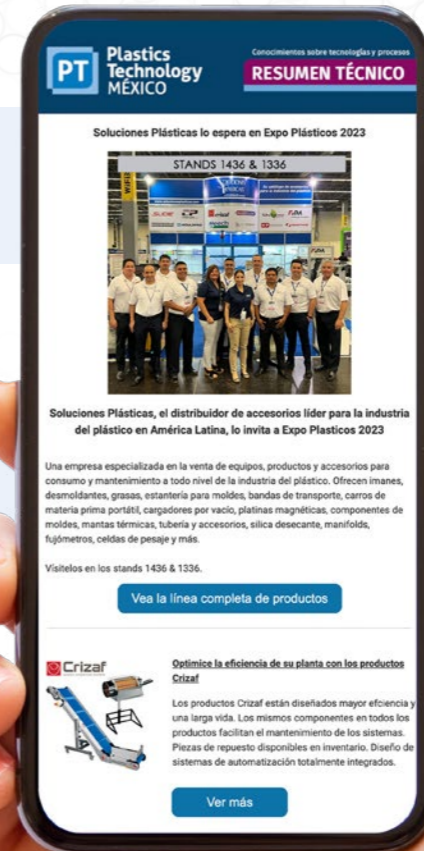 PT
Plastics
Technology
MÉXICO
Conocimientos sobre tecnologías y procesos
RESUMEN TÉCNICO
Soluciones Plásticas lo espera en Expo Plásticos 2023
STANDS 1436 & 1336
Soluciones Plásticas, el distribuidor de accesorios líder para la industria
del plástico en América Latina, lo invita a Expo Plasticos 2023
Una empresa especializada en la venta de equipos, productos y accesorios para
consumo y mantenimiento a todo nivel de la industria del plástico. Ofrecen imanes,
desmoldantes, grasas, estantería para moldes, bandas de transporte, carros de
materia prima portátil, cargadores por vacío, platinas magnéticas, componentes de
moldes, mantas térmicas, tubería y accesorios, silica desecante, manifolds,
fujómetros, celdas de pesaje y más.
Vísitelos en los stands 1436 & 1336.
Vea la línea completa de productos
Crizaf
Optimice la eficiencia de su planta con los productos
Crizaf
Los productos Crizaf están diseñados mayor efciencia y
una larga vida. Los mismos componentes en todos los
productos facilitan el mantenimiento de los sistemas.
Piezas de repuesto disponibles en inventario. Diseño de
sistemas de automatización totalmente integrados.
Ver más